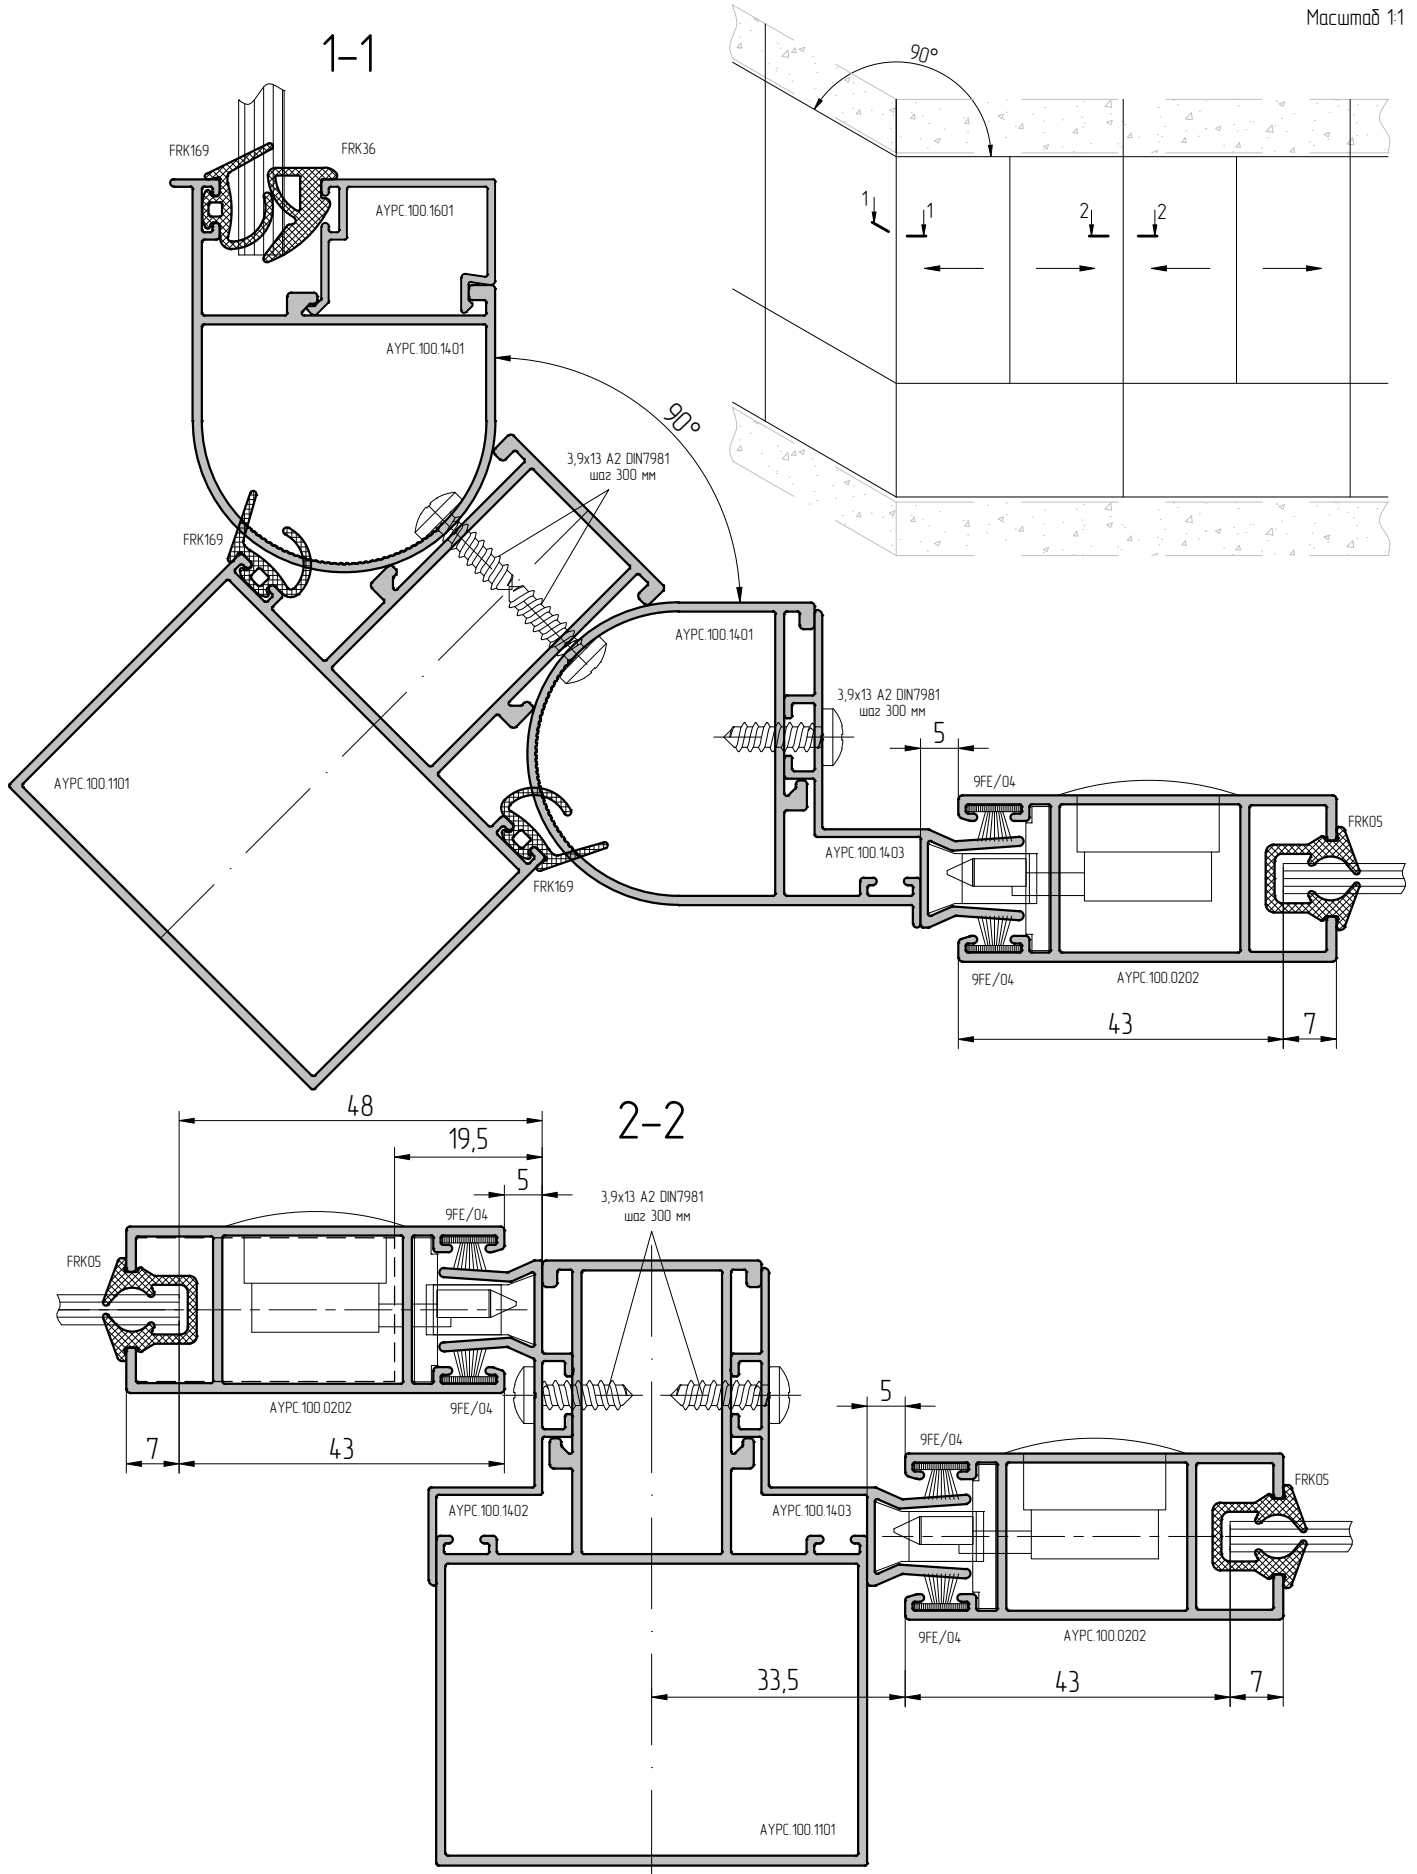 Масштаб 1:1
1-1
90°
FRK169
FRK36
AYPC.100.1601
1
1
2
2
AYPC.100.1401
90°
3,9x13 A2 DIN7981
шаг 300 мм
FRK169
AYPC.100.1401
3,9x13 A2 DIN7981
шаг 300 мм
5
AYPC.100.1101
9FE/04
FRK05
AYPC.100.1403
FRK169
9FE/04
AYPC.100.0202
43
7
48
2-2
19,5
5
3,9x13 A2 DIN7981
шаг 300 мм
9FE/04
FRK05
5
AYPC.100.0202
9FE/04
7
43
9FE/04
FRK05
AYPC.100.1402
AYPC.100.1403
9FE/04
AYPC.100.0202
33,5
43
7
AYPC.100.1101